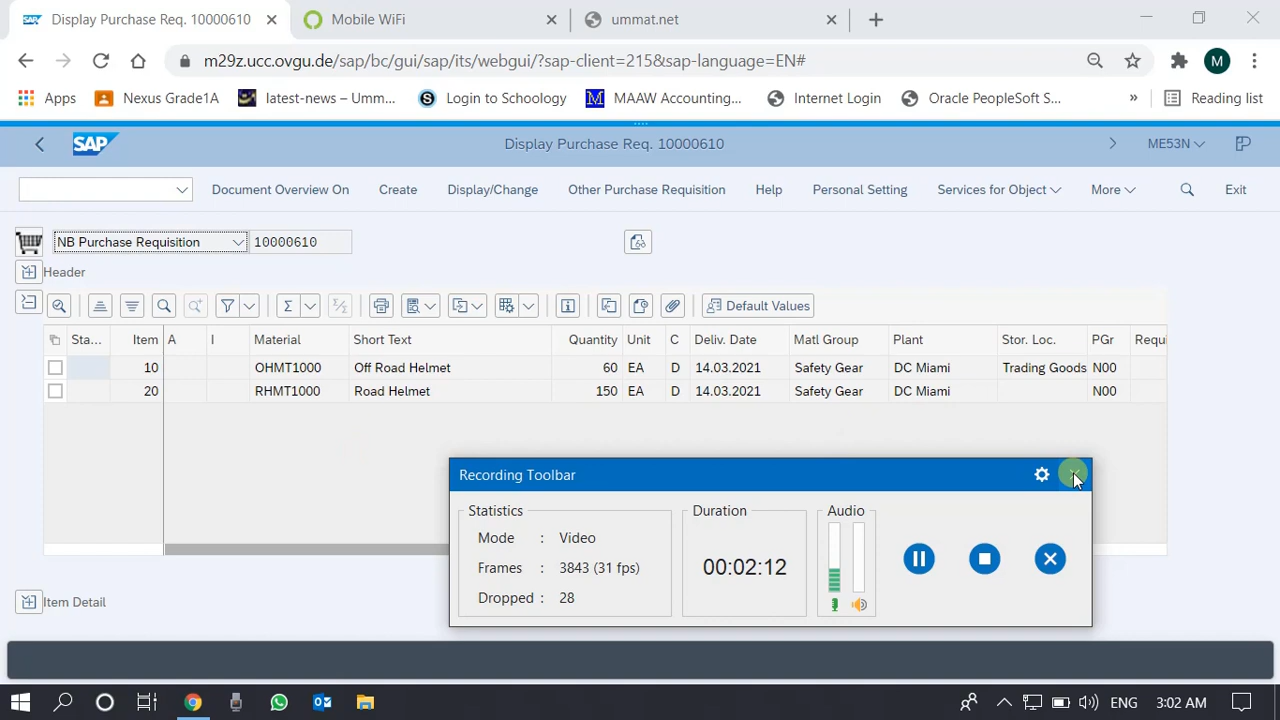 Display Purchase Req. 10000610 Mobile WiFi ummat.net
m29z.ucc.ovgu.de/sap/bc/gui/sap/its/webgui/?sap-client=215&sap-language=EN# M
Apps Nexus Grade1A latest-news – Umm... S Login to Schoology M MAAW Accounting... Internet Login Oracle PeopleSoft S... » Reading list
SAP Display Purchase Req. 10000610 ME53N
Document Overview On Create Display/Change Other Purchase Requisition Help Personal Setting Services for Object More Exit
NB Purchase Requisition 10000610
Header
Default Values
Sta... Item A I Material Short Text Quantity Unit C Deliv. Date Matl Group Plant Stor. Loc. PGr Requi
10 OHMT1000 Off Road Helmet 60 EA D 14.03.2021 Safety Gear DC Miami Trading Goods N00
20 RHMT1000 Road Helmet 150 EA D 14.03.2021 Safety Gear DC Miami N00
Recording Toolbar
Statistics Duration Audio
Mode : Video
Frames : 3843 (31 fps) 00:02:12
Dropped : 28
Item Detail
ENG 3:02 AM